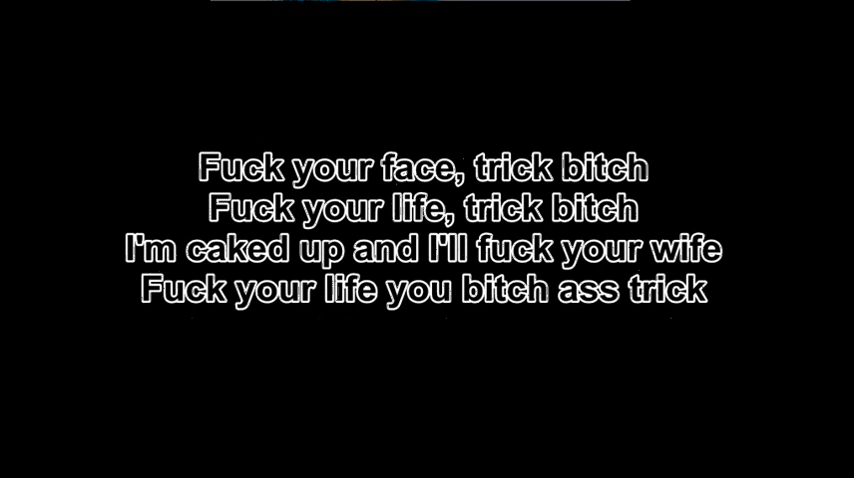 Fuck your face, trick bitch
Fuck your life, trick bitch
I'm caked up and I'll fuck your wife
Fuck your life you bitch ass trick